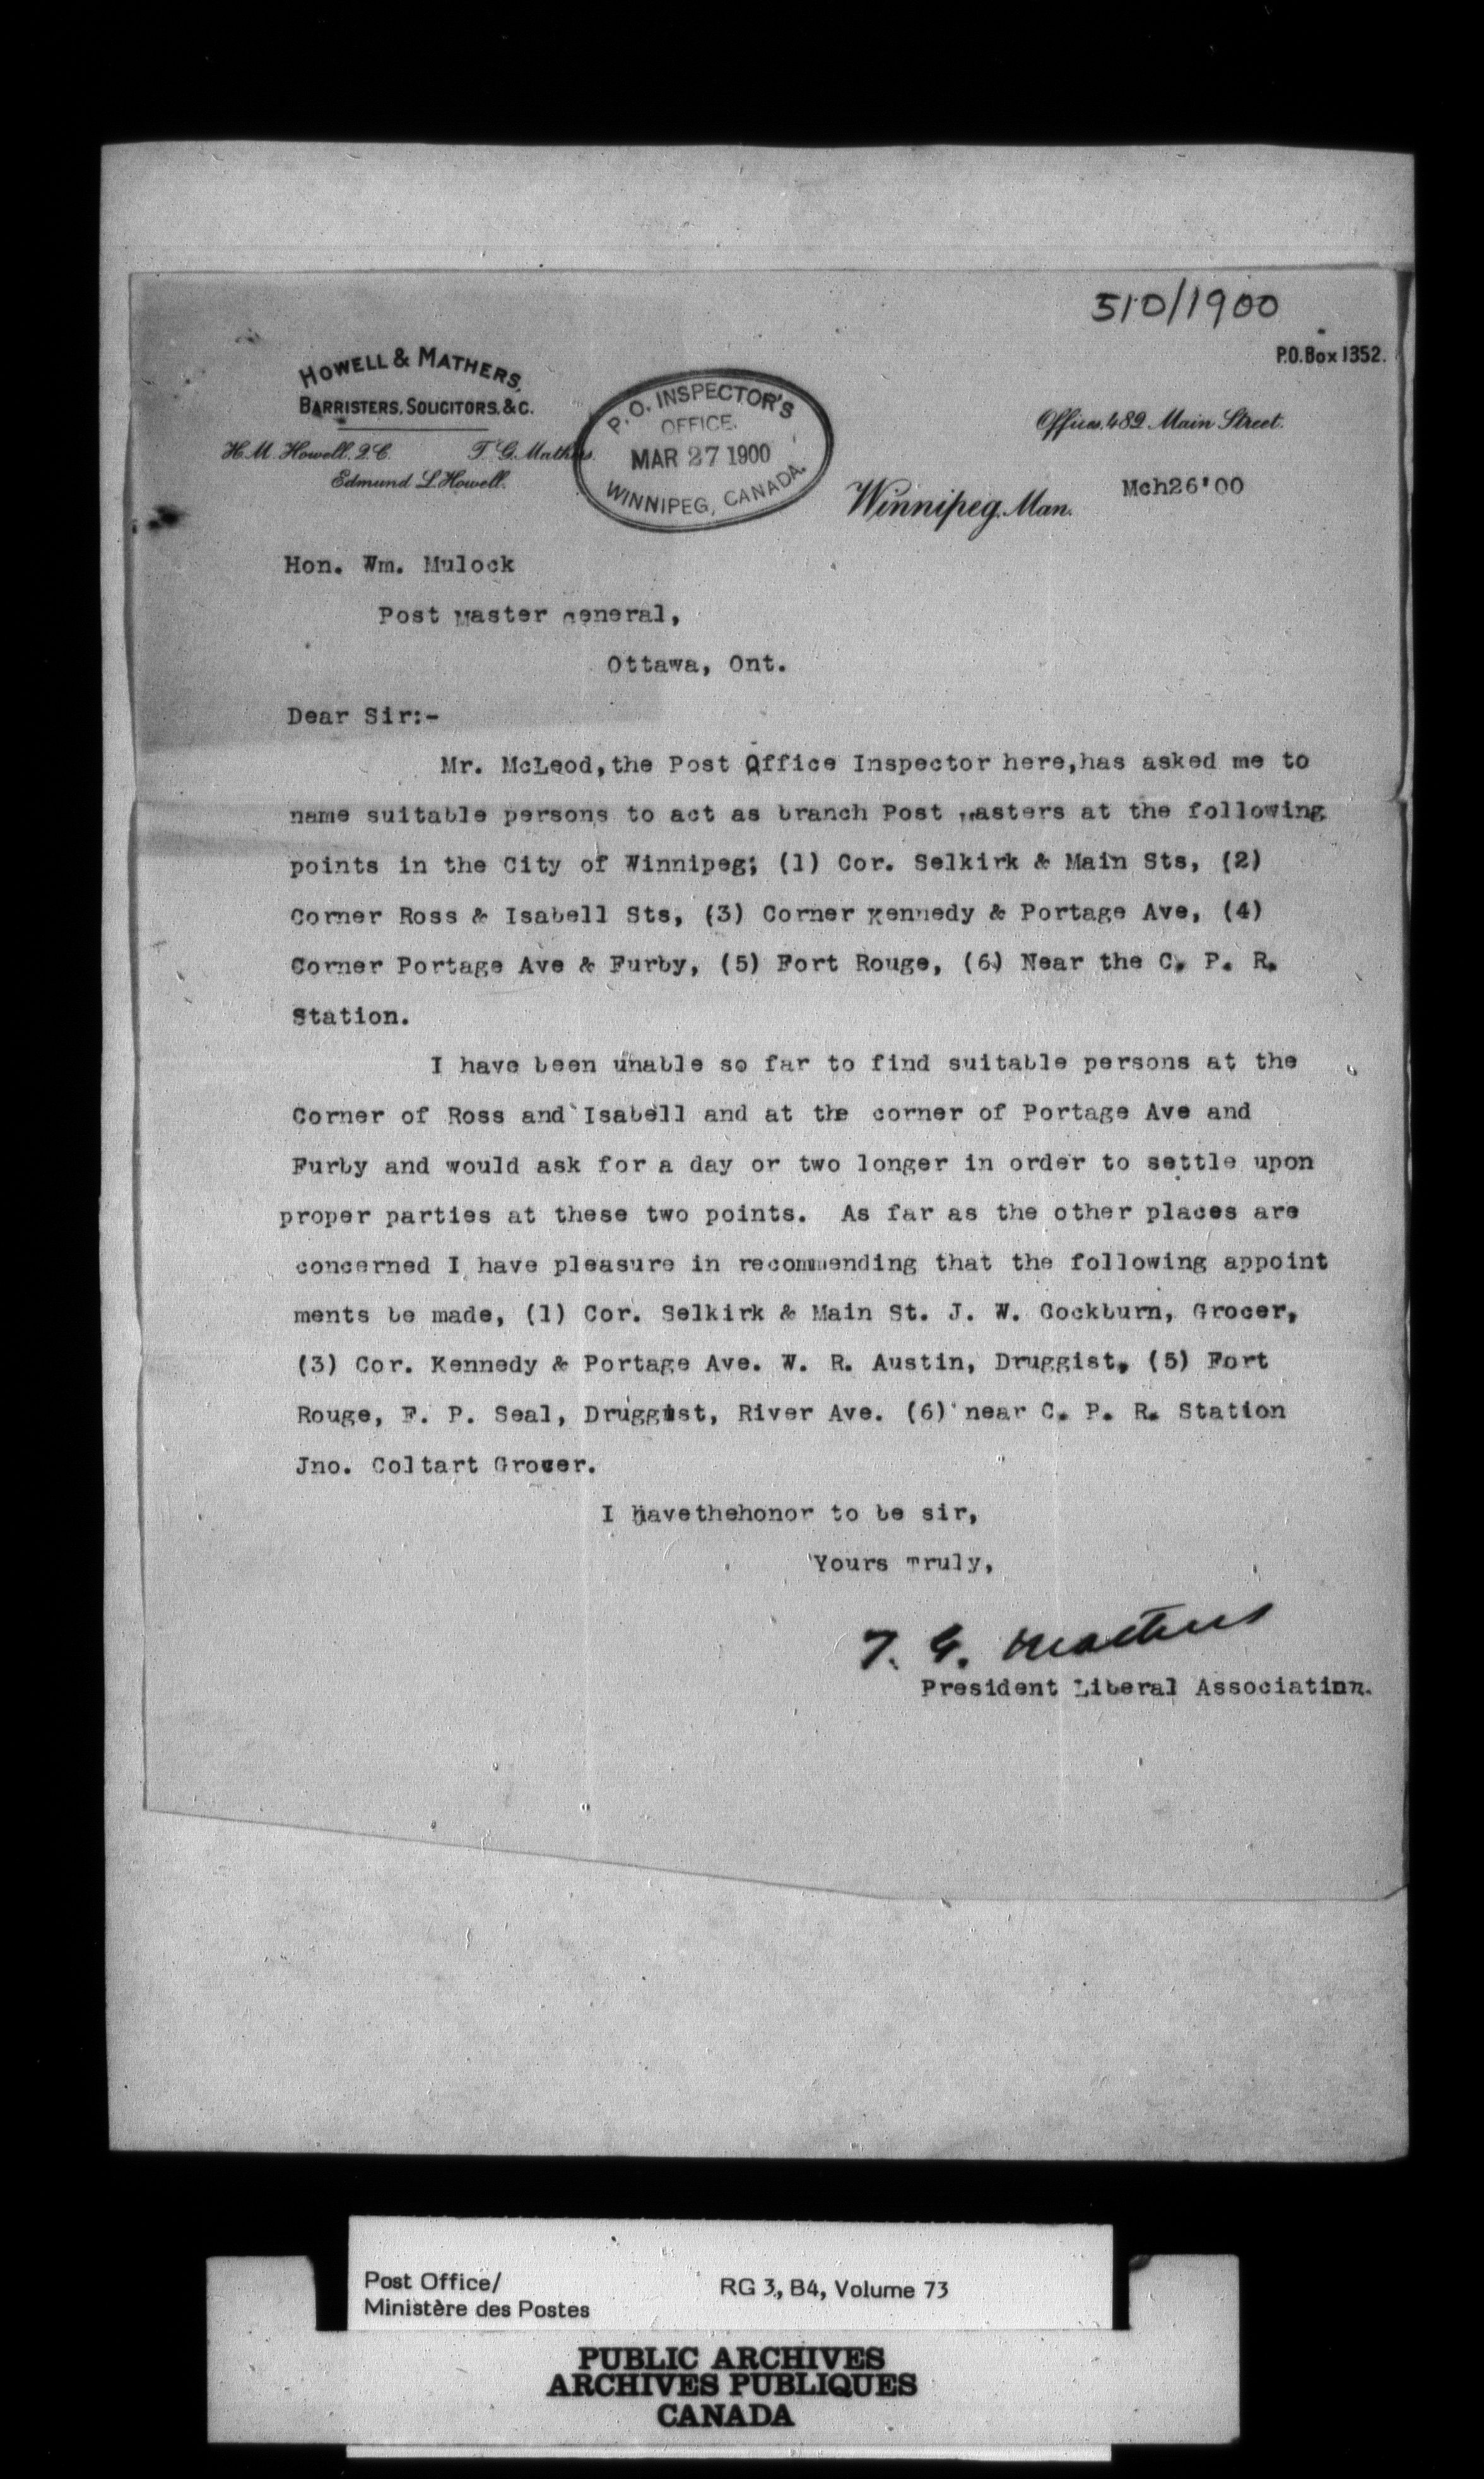 510/1900
P.O. Box 1352.
HOWELL & MATHERS,
BARRISTERS, SOLICITORS, &C.
H. M. Howell, Q.C. T. G. Mathers.
Edmund L. Howell.
P. O. INSPECTOR'S
OFFICE.
MAR 27 1900
WINNIPEG, CANADA.
Offices, 489 Main Street.
Winnipeg, Man. Mch26'00
Hon. Wm. Mulock
Post Master General,
Ottawa, Ont.
Dear Sir:-
Mr. McLeod,the Post Office Inspector here,has asked me to
name suitable persons to act as branch Post Masters at the following
points in the City of Winnipeg; (1) Cor. Selkirk & Main Sts, (2)
Corner Ross & Isabell Sts, (3) Corner Kennedy & Portage Ave, (4)
Corner Portage Ave & Furby, (5) Fort Rouge, (6) Near the C. P. R.
Station.
I have been unable so far to find suitable persons at the
Corner of Ross and Isabell and at the corner of Portage Ave and
Furby and would ask for a day or two longer in order to settle upon
proper parties at these two points. As far as the other places are
concerned I have pleasure in recommending that the following appoint
ments be made, (1) Cor. Selkirk & Main St. J. W. Cockburn, Grocer,
(3) Cor. Kennedy & Portage Ave. W. R. Austin, Druggist, (5) Fort
Rouge, F. P. Seal, Druggist, River Ave. (6) near C. P. R. Station
Jno. Coltart Grocer.
I havethehonor to be sir,
Yours Truly,
T. G. Mathers
President Liberal Association.
Post Office/ RG 3, B4, Volume 73
Ministère des Postes
PUBLIC ARCHIVES
ARCHIVES PUBLIQUES
CANADA